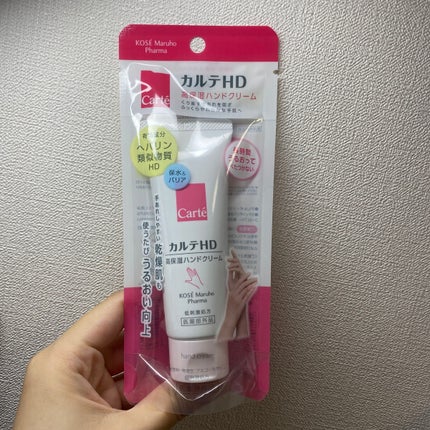 KOSÉ Maruho
Pharma
Carté
カルテHD
高保湿ハンドクリーム
有効成分
ヘパリン
類似物質
HD
保水&
バリア
手あれしやすい
乾燥肌も
使うたび
うるおい向上
Carté
カルテHD
高保湿ハンドクリーム
KOSÉ Maruho
Pharma
低刺激処方
医薬部外品
hand cream